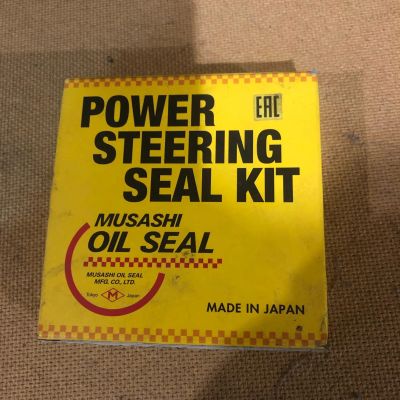 POWER
EAC
STEERING
SEAL KIT
MUSASHI
OIL SEAL
MUSASHI OIL SEAL
MFG. CO., LTD.
Tokyo M Japan
MADE IN JAPAN